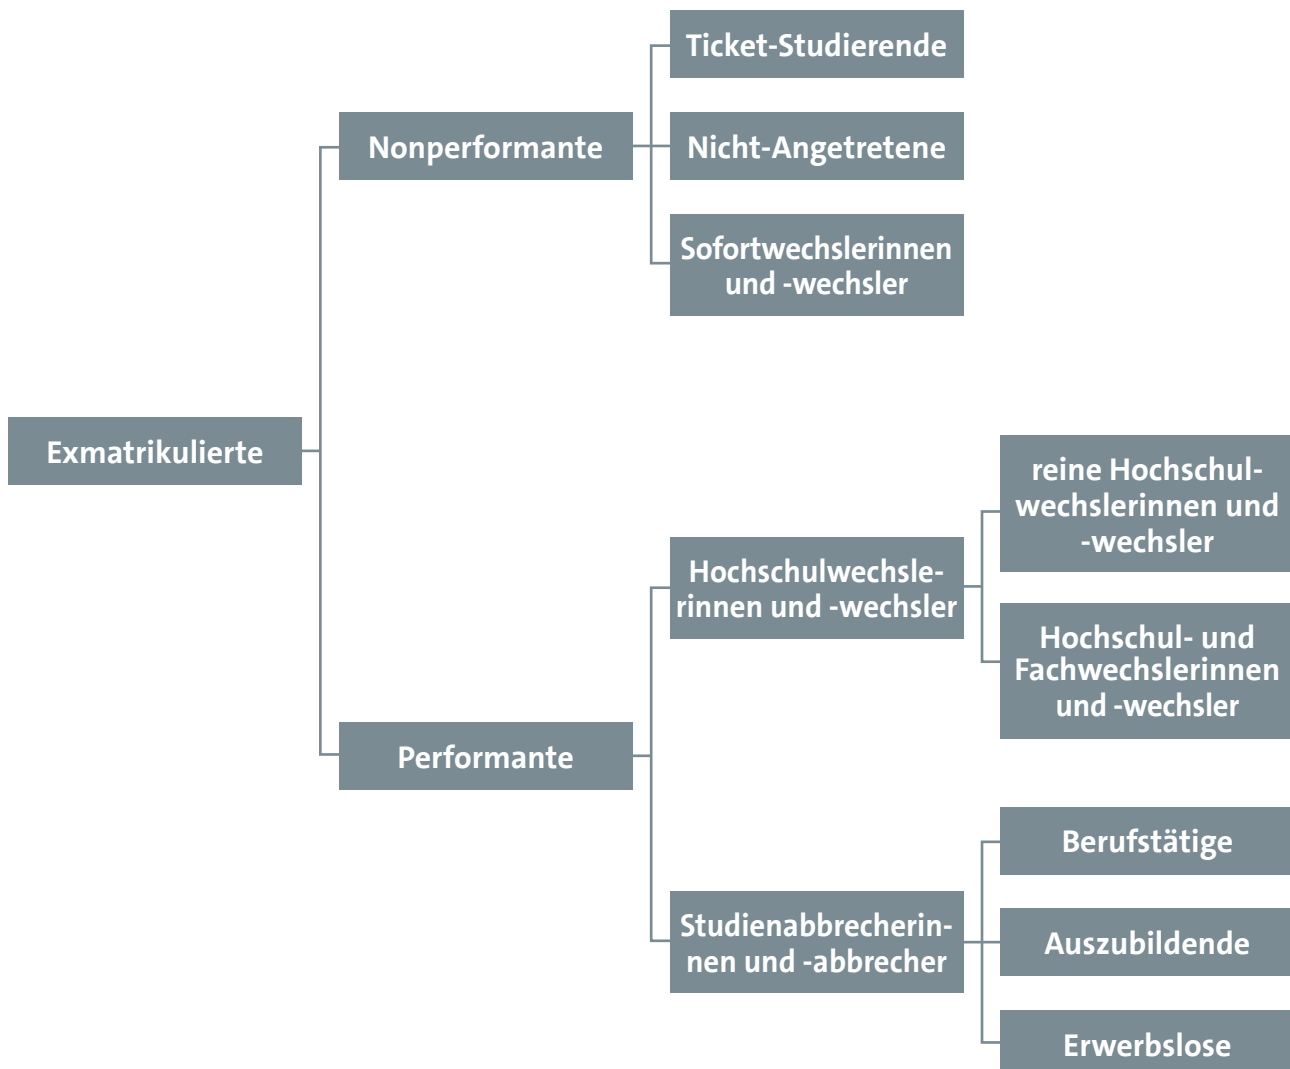 Ticket-Studierende
Nonperformante
Nicht-Angetretene
Sofortwechslerinnen
und -wechsler
Exmatrikulierte
reine Hochschul-
wechslerinnen und
-wechsler
Hochschulwechsle-
rinnen und -wechsler
Hochschul- und
Fachwechslerinnen
und -wechsler
Performante
Berufstätige
Studienabbrecherin-
nen und -abbrecher
Auszubildende
Erwerbslose